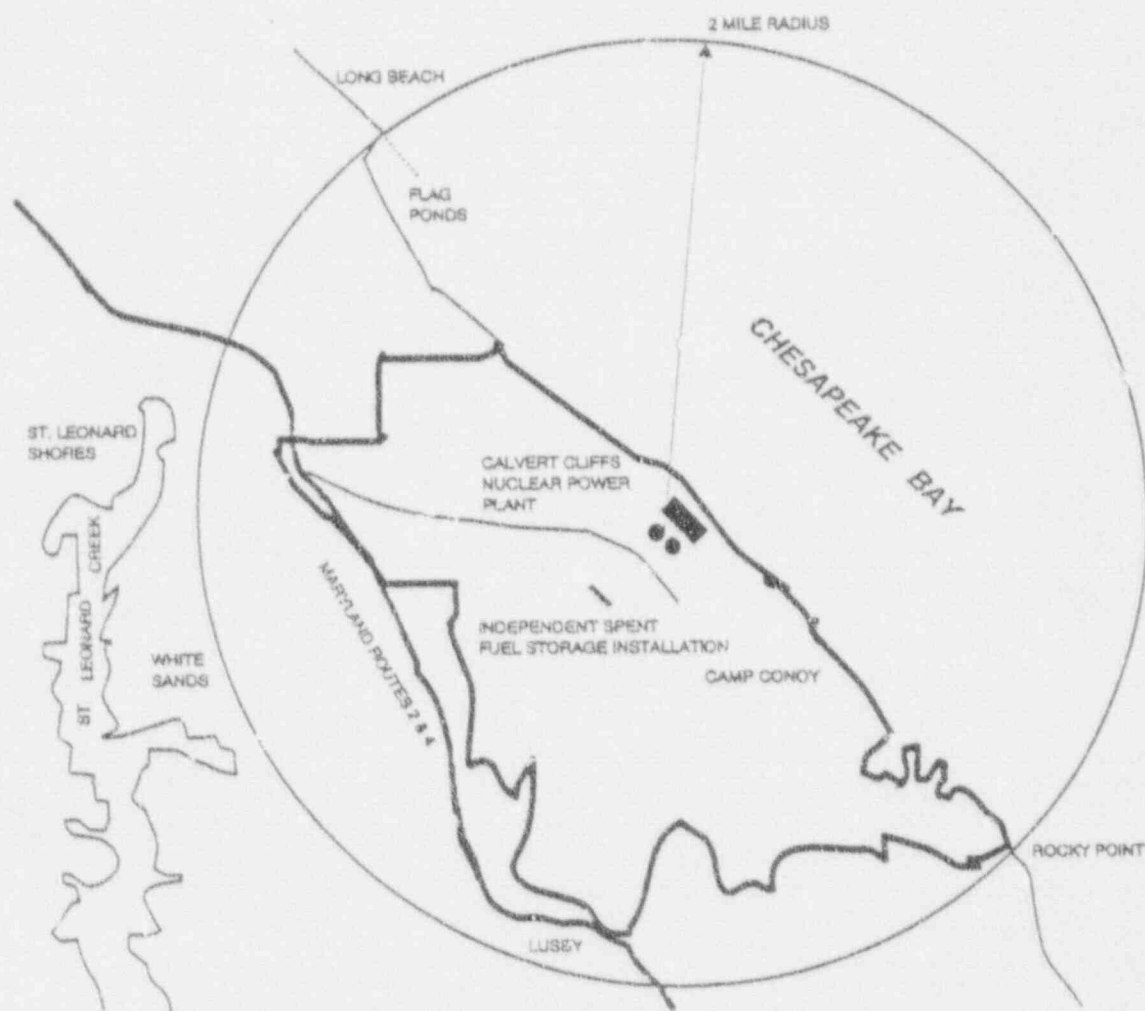 2 MILE RADIUS
LONG BEACH
FLAG
PONDS
CHESAPEAKE BAY
ST. LEONARD
SHORES
CALVERT CLIFFS
NUCLEAR POWER
PLANT
ST LEONARD CREEK
MARYLAND ROUTES 2 & 4
INDEPENDENT SPENT
FUEL STORAGE INSTALLATION
WHITE
SANDS
CAMP CONOY
ROCKY POINT
LUSBY